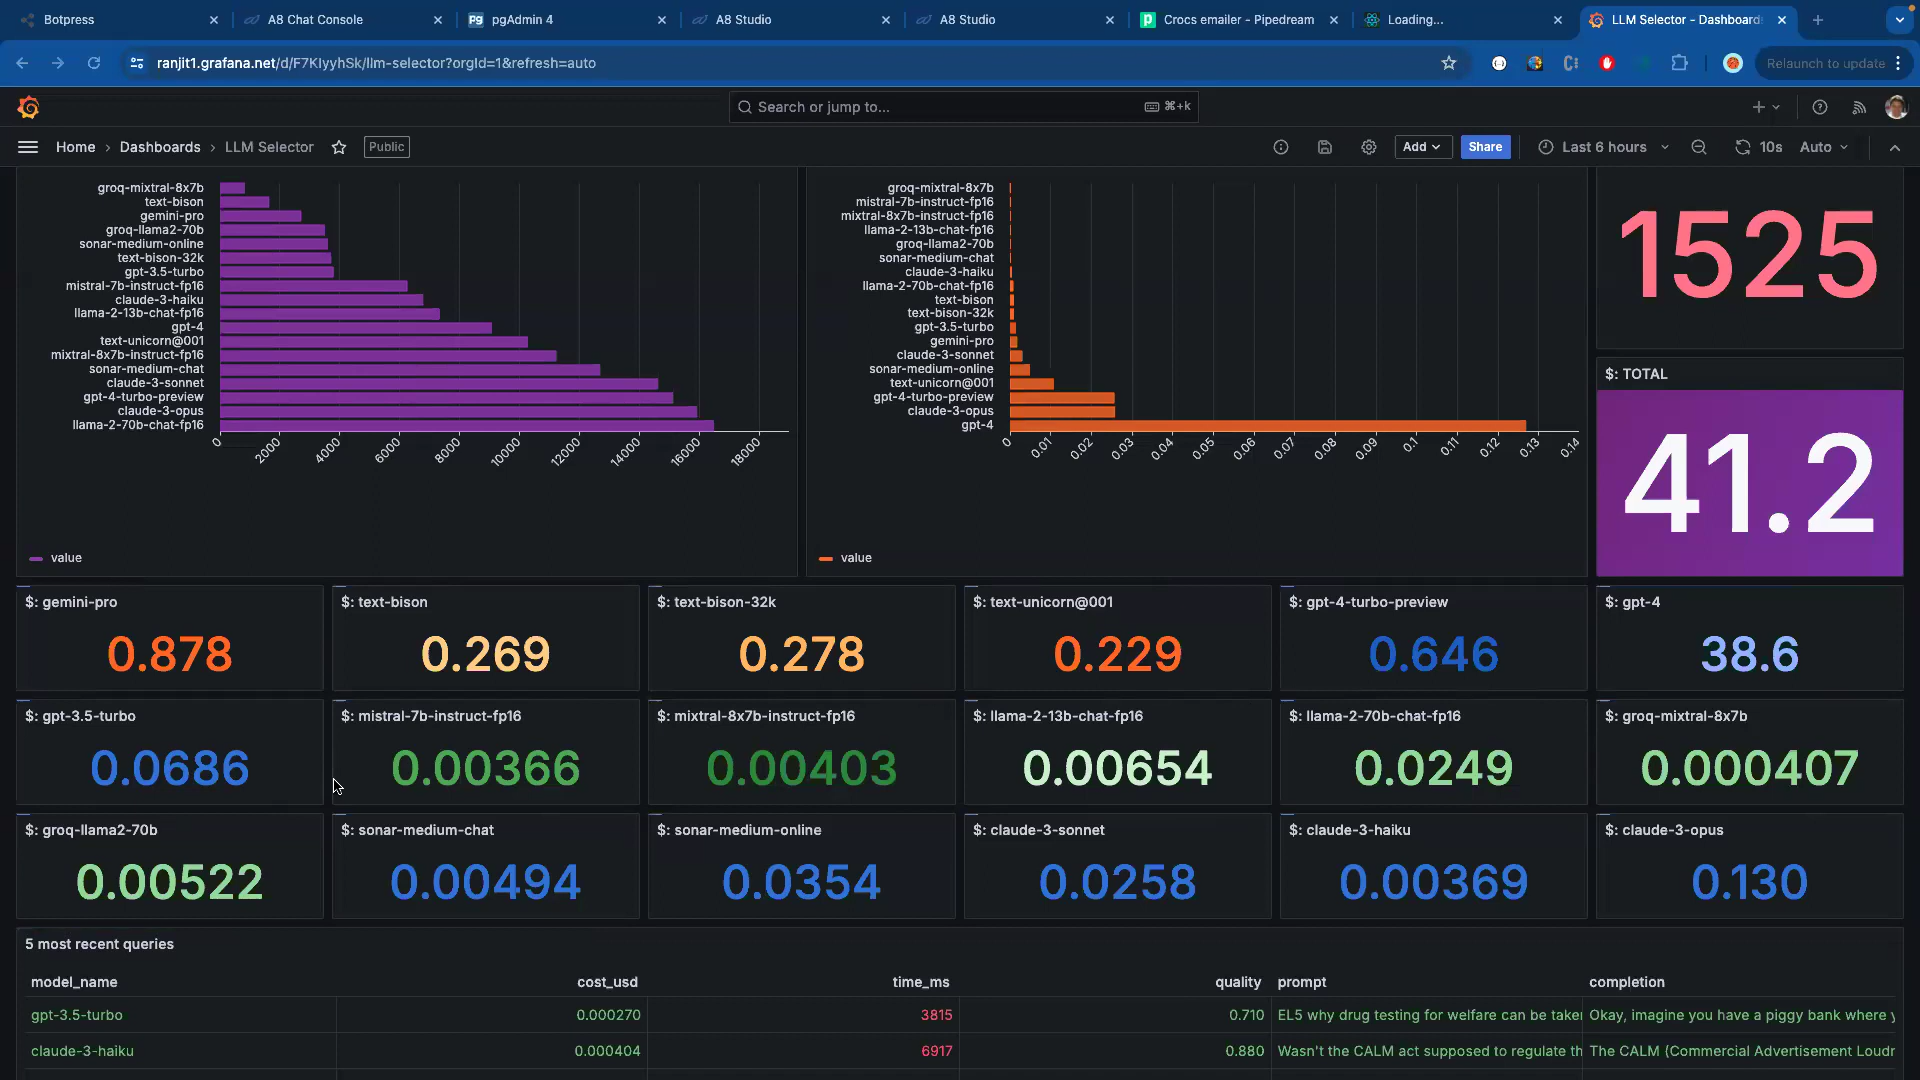 Botpress
A8 Chat Console
pgAdmin 4
A8 Studio
A8 Studio
Crocs emailer - Pipedream
Loading...
LLM Selector - Dashboard
ranjit1.grafana.net/d/F7KIyyhSk/llm-selector?orgId=1&refresh=auto
Relaunch to update
Search or jump to...
⌘+k
Home › Dashboards › LLM Selector
Public
Add
Share
Last 6 hours
10s
Auto
groq-mixtral-8x7b
text-bison
gemini-pro
groq-llama2-70b
sonar-medium-online
text-bison-32k
gpt-3.5-turbo
mistral-7b-instruct-fp16
claude-3-haiku
llama-2-13b-chat-fp16
gpt-4
text-unicorn@001
mixtral-8x7b-instruct-fp16
sonar-medium-chat
claude-3-sonnet
gpt-4-turbo-preview
claude-3-opus
llama-2-70b-chat-fp16
0 2000 4000 6000 8000 10000 12000 14000 16000 18000
value
groq-mixtral-8x7b
mistral-7b-instruct-fp16
mixtral-8x7b-instruct-fp16
llama-2-13b-chat-fp16
groq-llama2-70b
sonar-medium-chat
claude-3-haiku
llama-2-70b-chat-fp16
text-bison
text-bison-32k
gpt-3.5-turbo
gemini-pro
claude-3-sonnet
sonar-medium-online
text-unicorn@001
gpt-4-turbo-preview
claude-3-opus
gpt-4
0 0.01 0.02 0.03 0.04 0.05 0.06 0.07 0.08 0.09 0.1 0.11 0.12 0.13 0.14
value
1525
$: TOTAL
41.2
$: gemini-pro
0.878
$: text-bison
0.269
$: text-bison-32k
0.278
$: text-unicorn@001
0.229
$: gpt-4-turbo-preview
0.646
$: gpt-4
38.6
$: gpt-3.5-turbo
0.0686
$: mistral-7b-instruct-fp16
0.00366
$: mixtral-8x7b-instruct-fp16
0.00403
$: llama-2-13b-chat-fp16
0.00654
$: llama-2-70b-chat-fp16
0.0249
$: groq-mixtral-8x7b
0.000407
$: groq-llama2-70b
0.00522
$: sonar-medium-chat
0.00494
$: sonar-medium-online
0.0354
$: claude-3-sonnet
0.0258
$: claude-3-haiku
0.00369
$: claude-3-opus
0.130
5 most recent queries
model_name cost_usd time_ms quality prompt completion
gpt-3.5-turbo 0.000270 3815 0.710 EL5 why drug testing for welfare can be taken Okay, imagine you have a piggy bank where y
claude-3-haiku 0.000404 6917 0.880 Wasn't the CALM act supposed to regulate th The CALM (Commercial Advertisement Loudr